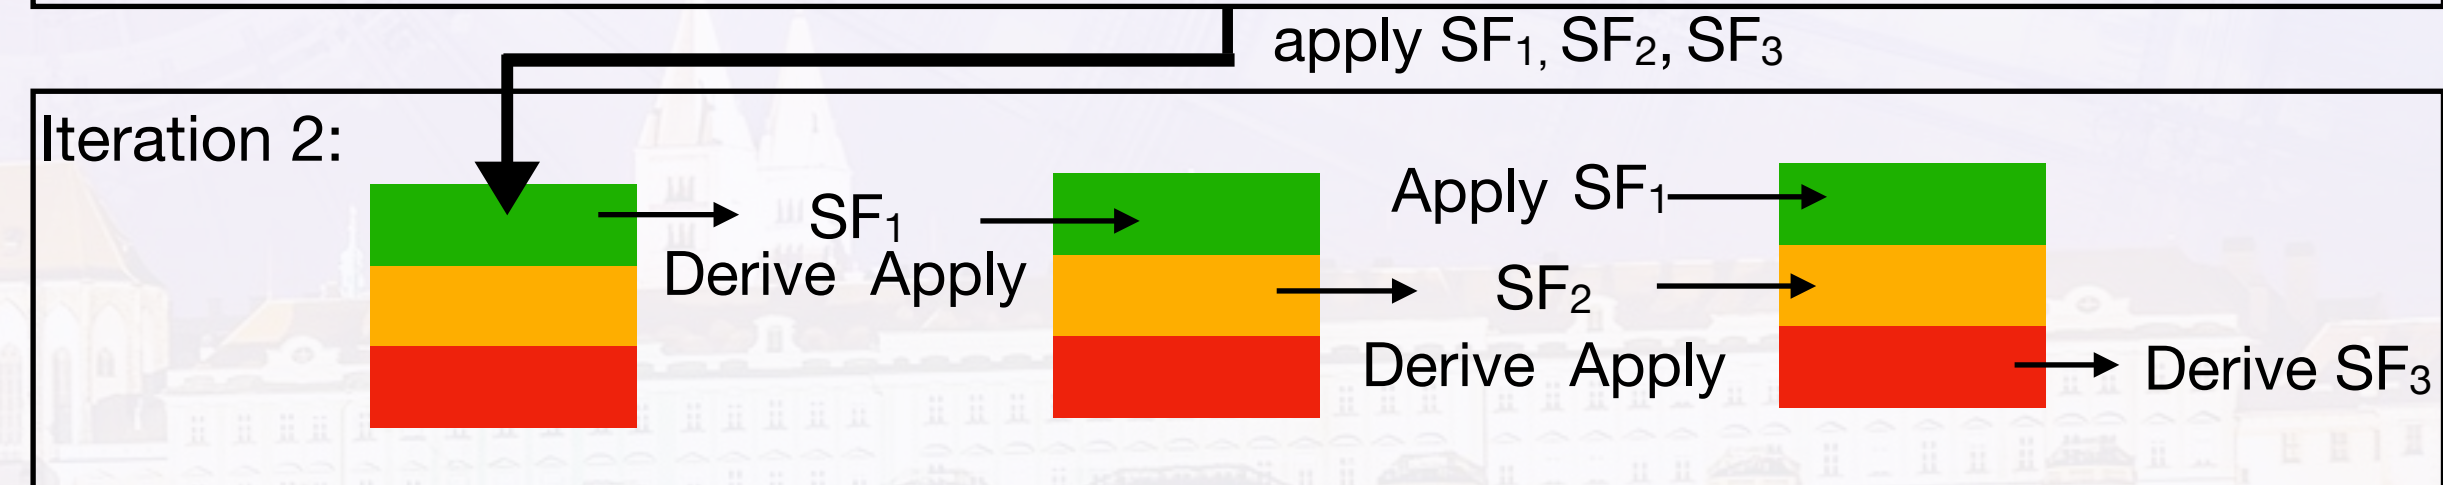 apply SF₁, SF₂, SF₃
Iteration 2:
SF₁
Derive Apply
Apply SF₁
SF₂
Derive Apply
Derive SF₃